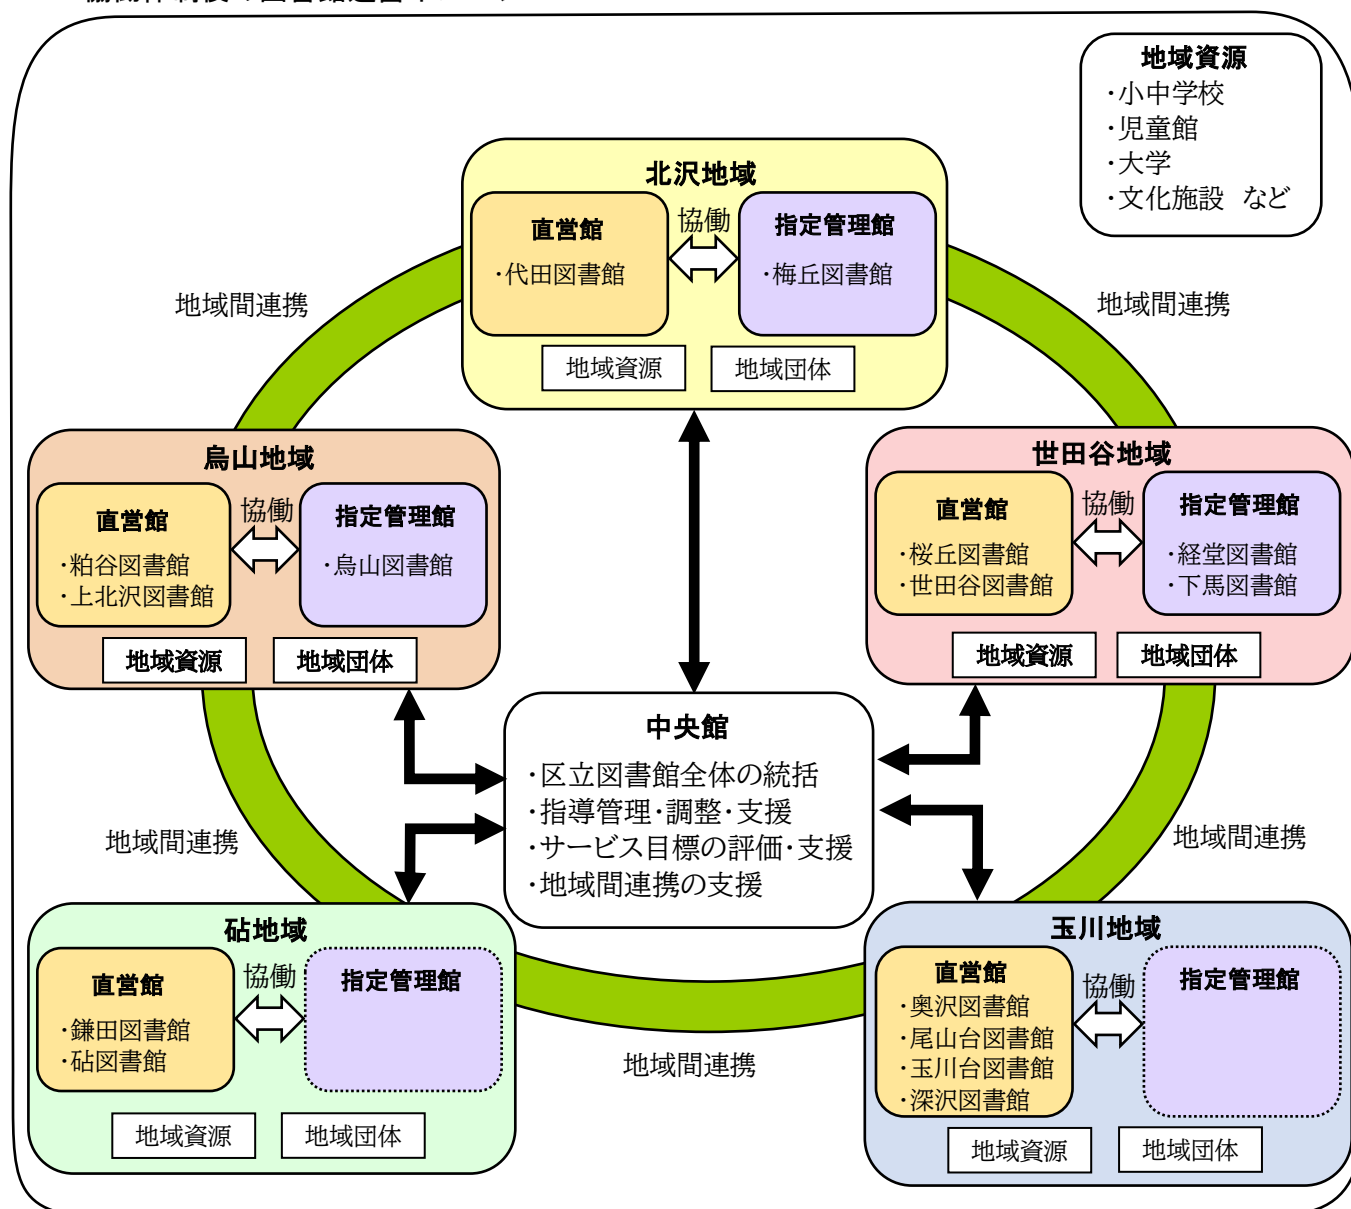 地域資源
・小中学校
・児童館
・大学
・文化施設 など
北沢地域
直営館
・代田図書館
協働
指定管理館
・梅丘図書館
地域資源
地域団体
地域間連携
地域間連携
烏山地域
直営館
・粕谷図書館
・上北沢図書館
協働
指定管理館
・烏山図書館
地域資源
地域団体
世田谷地域
直営館
・桜丘図書館
・世田谷図書館
協働
指定管理館
・経堂図書館
・下馬図書館
地域資源
地域団体
中央館
・区立図書館全体の統括
・指導管理・調整・支援
・サービス目標の評価・支援
・地域間連携の支援
地域間連携
地域間連携
砧地域
直営館
・鎌田図書館
・砧図書館
協働
指定管理館
地域資源
地域団体
地域間連携
玉川地域
直営館
・奥沢図書館
・尾山台図書館
・玉川台図書館
・深沢図書館
協働
指定管理館
地域資源
地域団体